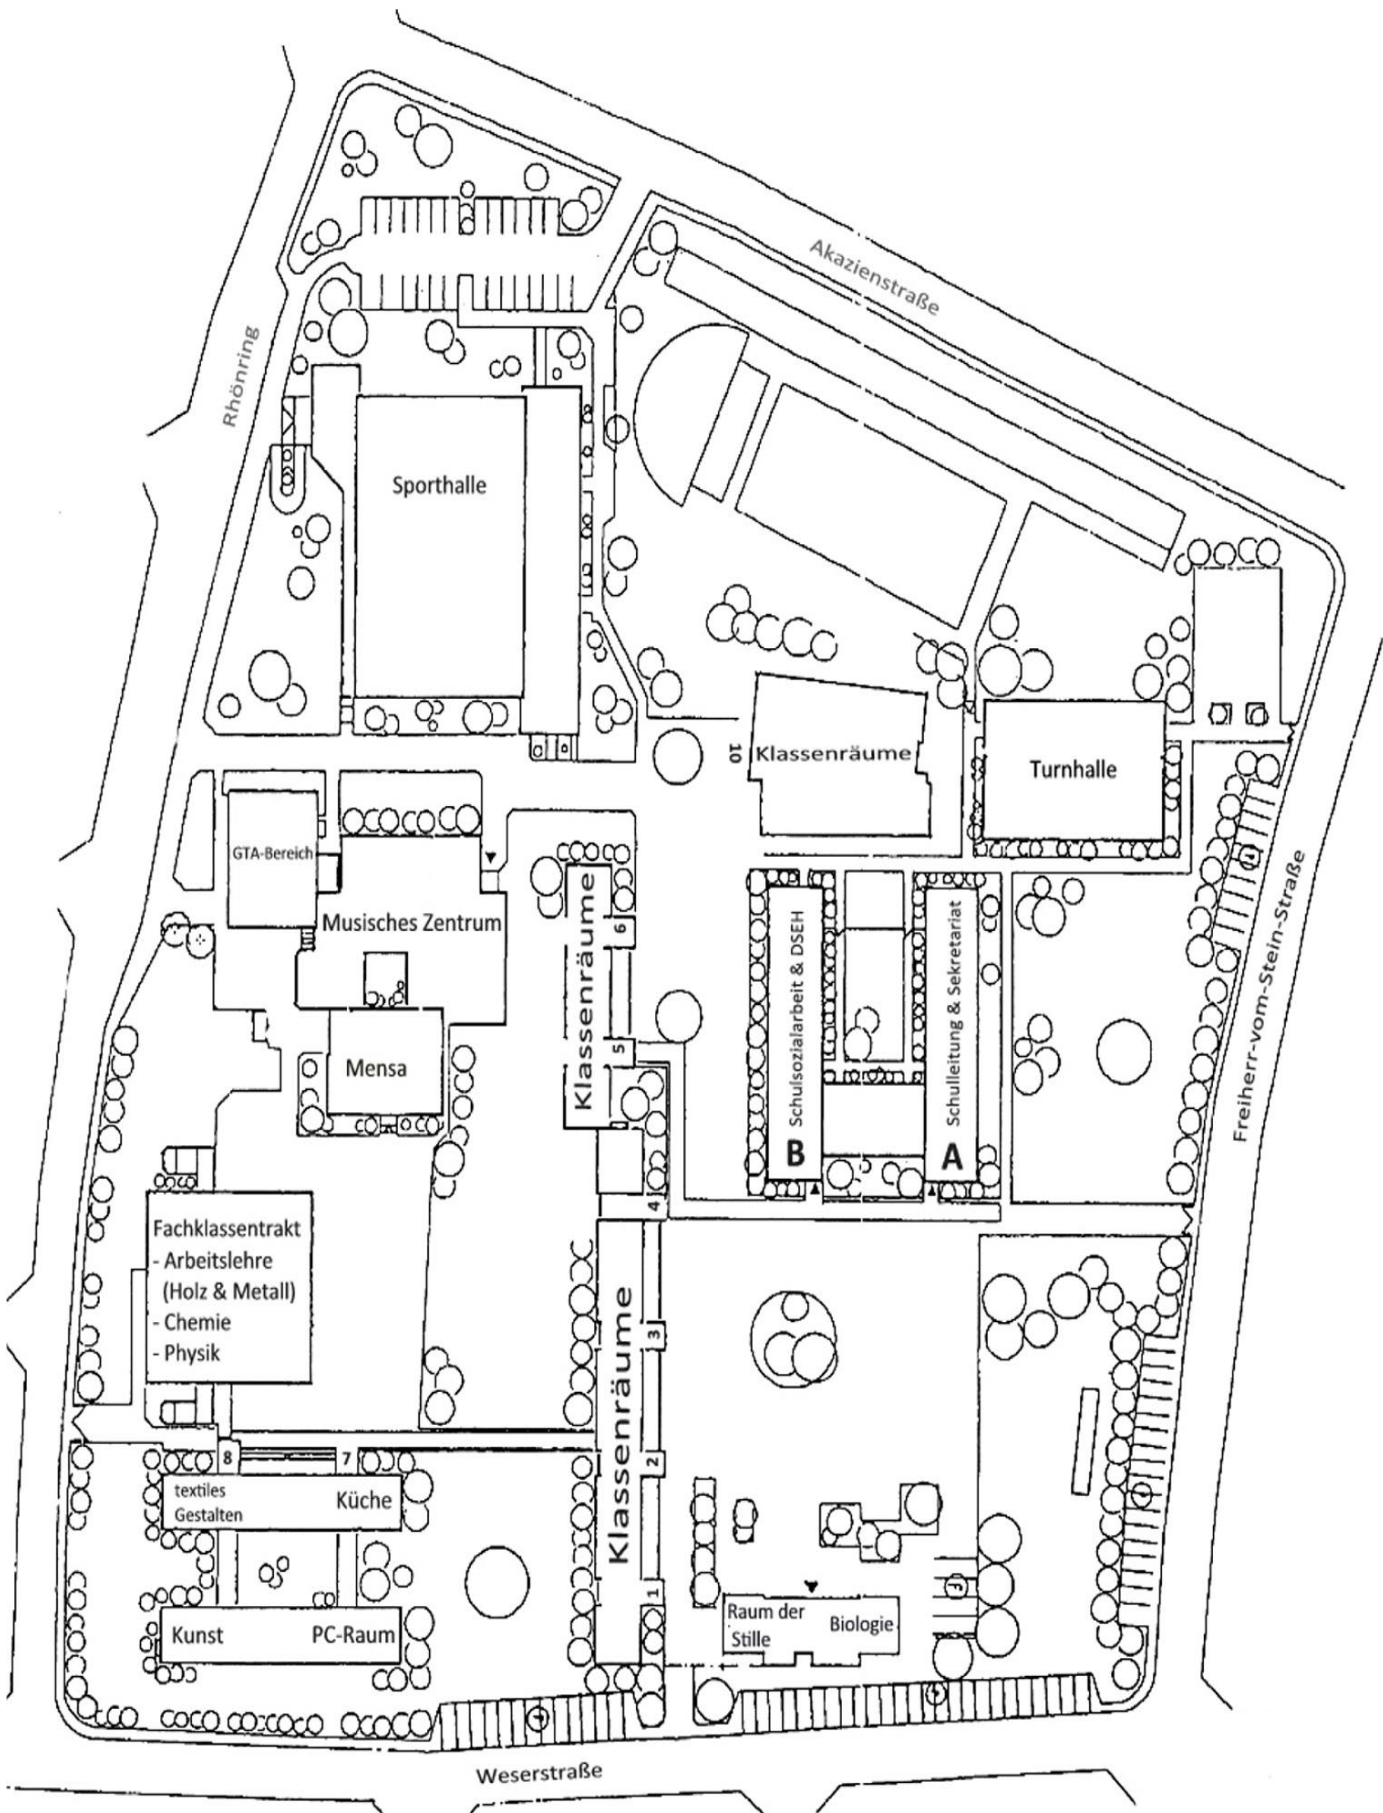 Akazienstraße
Rhönring
Sporthalle
10
Klassenräume
Turnhalle
GTA-Bereich
Musisches Zentrum
Klassenräume
6
5
Schulsozialarbeit & DSEH
B
Schulleitung & Sekretariat
A
Freiherr-vom-Stein-Straße
Mensa
4
Fachklassentrakt
- Arbeitslehre
(Holz & Metall)
- Chemie
- Physik
Klassenräume
3
2
1
8
7
textiles
Gestalten
Küche
Kunst
PC-Raum
Raum der
Stille
Biologie
Weserstraße